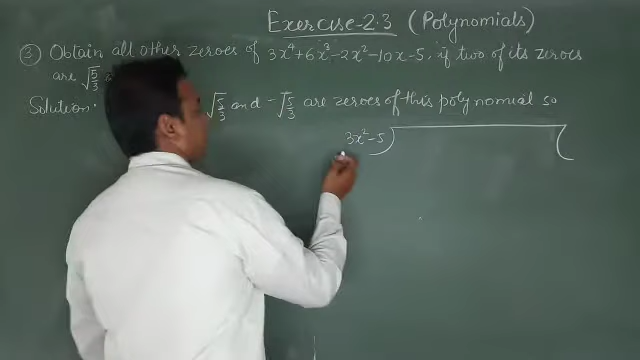 Exercise-2.3 (Polynomials)
③ Obtain all other zeroes of 3x⁴+6x³-2x²-10x-5, if two of its zeroes
are √5/3
Solution. √5/3 and -√5/3 are zeroes of this polynomial so
3x²-5